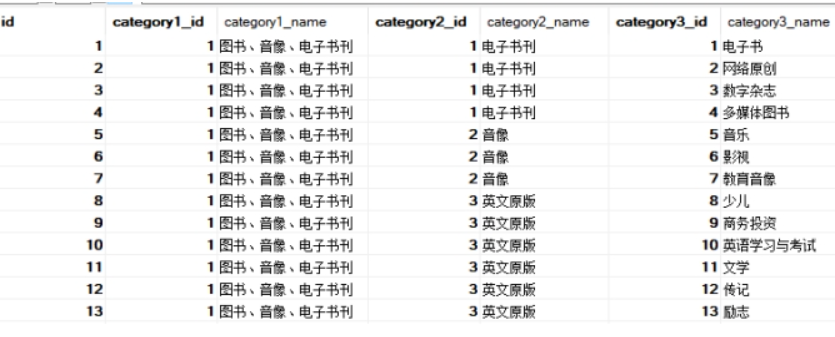 id category1_id category1_name category2_id category2_name category3_id category3_name
1 1 图书、音像、电子书刊 1 电子书刊 1 电子书
2 1 图书、音像、电子书刊 1 电子书刊 2 网络原创
3 1 图书、音像、电子书刊 1 电子书刊 3 数字杂志
4 1 图书、音像、电子书刊 1 电子书刊 4 多媒体图书
5 1 图书、音像、电子书刊 2 音像 5 音乐
6 1 图书、音像、电子书刊 2 音像 6 影视
7 1 图书、音像、电子书刊 2 音像 7 教育音像
8 1 图书、音像、电子书刊 3 英文原版 8 少儿
9 1 图书、音像、电子书刊 3 英文原版 9 商务投资
10 1 图书、音像、电子书刊 3 英文原版 10 英语学习与考试
11 1 图书、音像、电子书刊 3 英文原版 11 文学
12 1 图书、音像、电子书刊 3 英文原版 12 传记
13 1 图书、音像、电子书刊 3 英文原版 13 励志